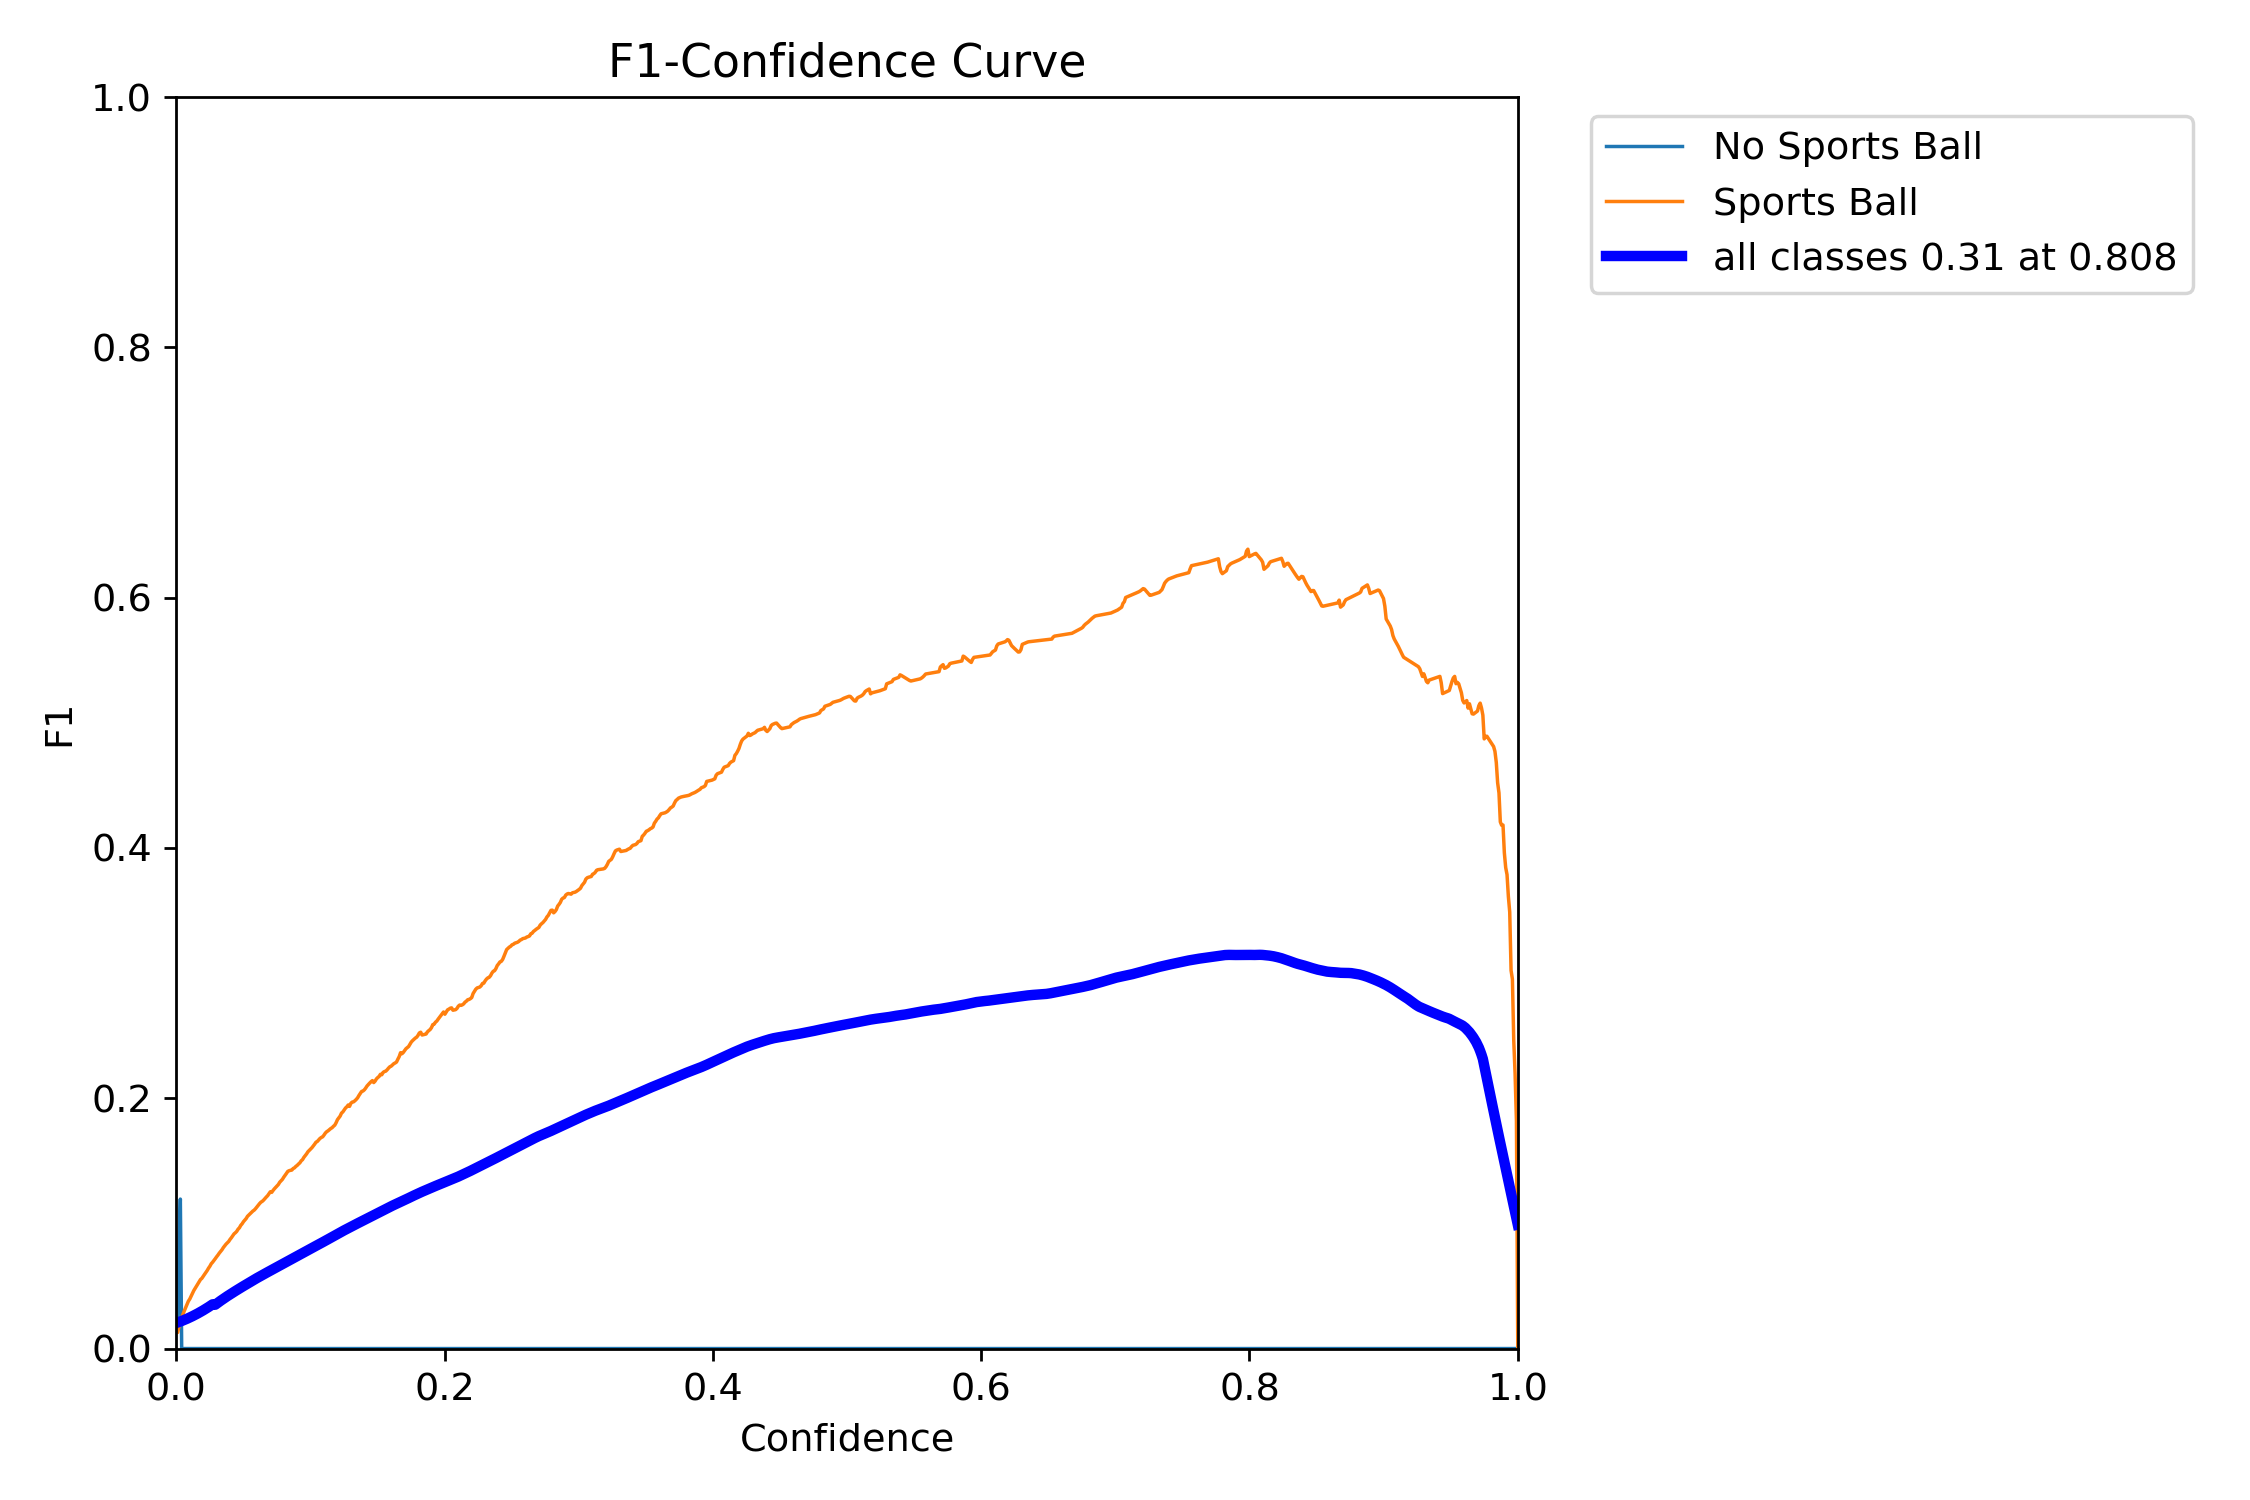 F1-Confidence Curve
1.0
0.8
0.6
0.4
0.2
0.0
F1
0.0 0.2 0.4 0.6 0.8 1.0
Confidence
No Sports Ball
Sports Ball
all classes 0.31 at 0.808